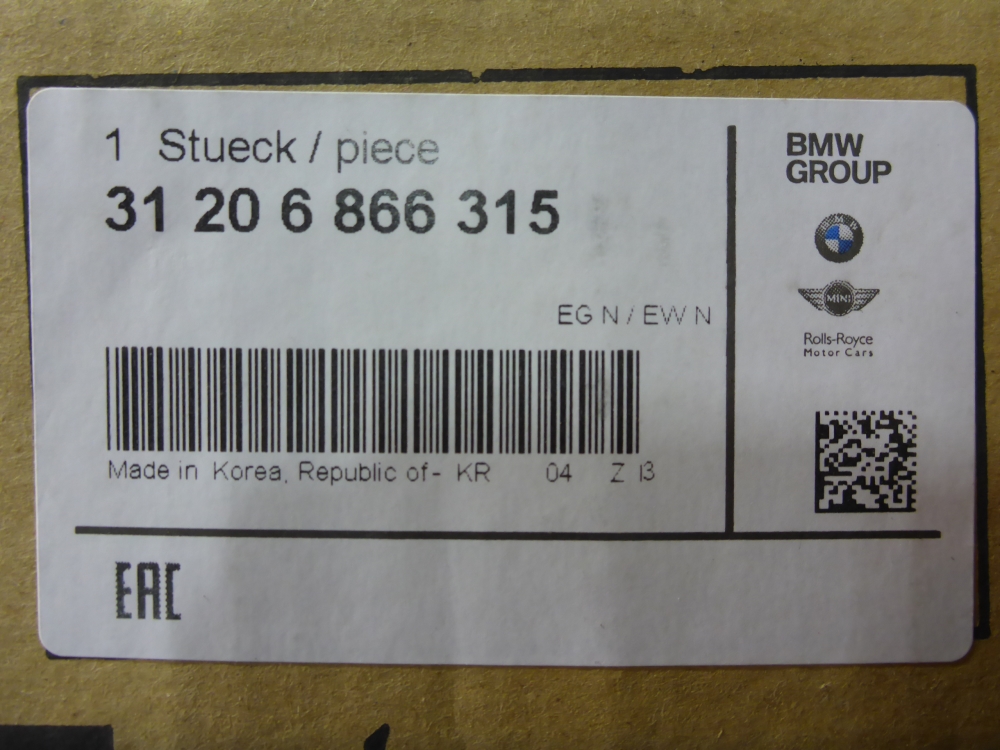 1 Stueck / piece
31 20 6 866 315
EG N / EW N
Made in Korea, Republic of- KR 04 Z
EAC
BMW
GROUP
BMW
MINI
Rolls-Royce
Motor Cars